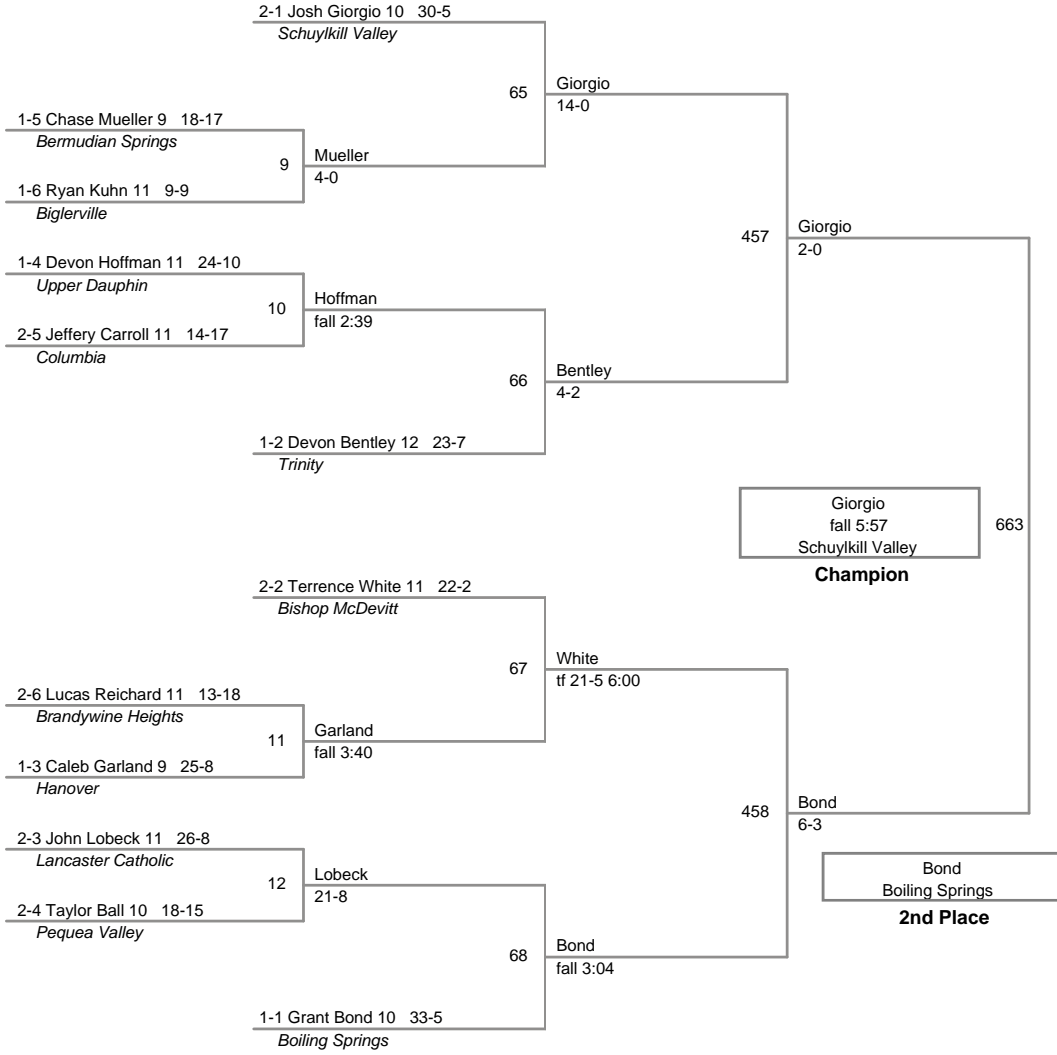 2-1 Josh Giorgio 10 30-5
Schuylkill Valley
65
Giorgio
14-0
1-5 Chase Mueller 9 18-17
Bermudian Springs
9
Mueller
4-0
1-6 Ryan Kuhn 11 9-9
Biglerville
457
Giorgio
2-0
1-4 Devon Hoffman 11 24-10
Upper Dauphin
10
Hoffman
fall 2:39
2-5 Jeffery Carroll 11 14-17
Columbia
66
Bentley
4-2
1-2 Devon Bentley 12 23-7
Trinity
Giorgio
fall 5:57
Schuylkill Valley
Champion
663
2-2 Terrence White 11 22-2
Bishop McDevitt
67
White
tf 21-5 6:00
2-6 Lucas Reichard 11 13-18
Brandywine Heights
11
Garland
fall 3:40
1-3 Caleb Garland 9 25-8
Hanover
458
Bond
6-3
2-3 John Lobeck 11 26-8
Lancaster Catholic
12
Lobeck
21-8
2-4 Taylor Ball 10 18-15
Pequea Valley
Bond
Boiling Springs
2nd Place
68
Bond
fall 3:04
1-1 Grant Bond 10 33-5
Boiling Springs